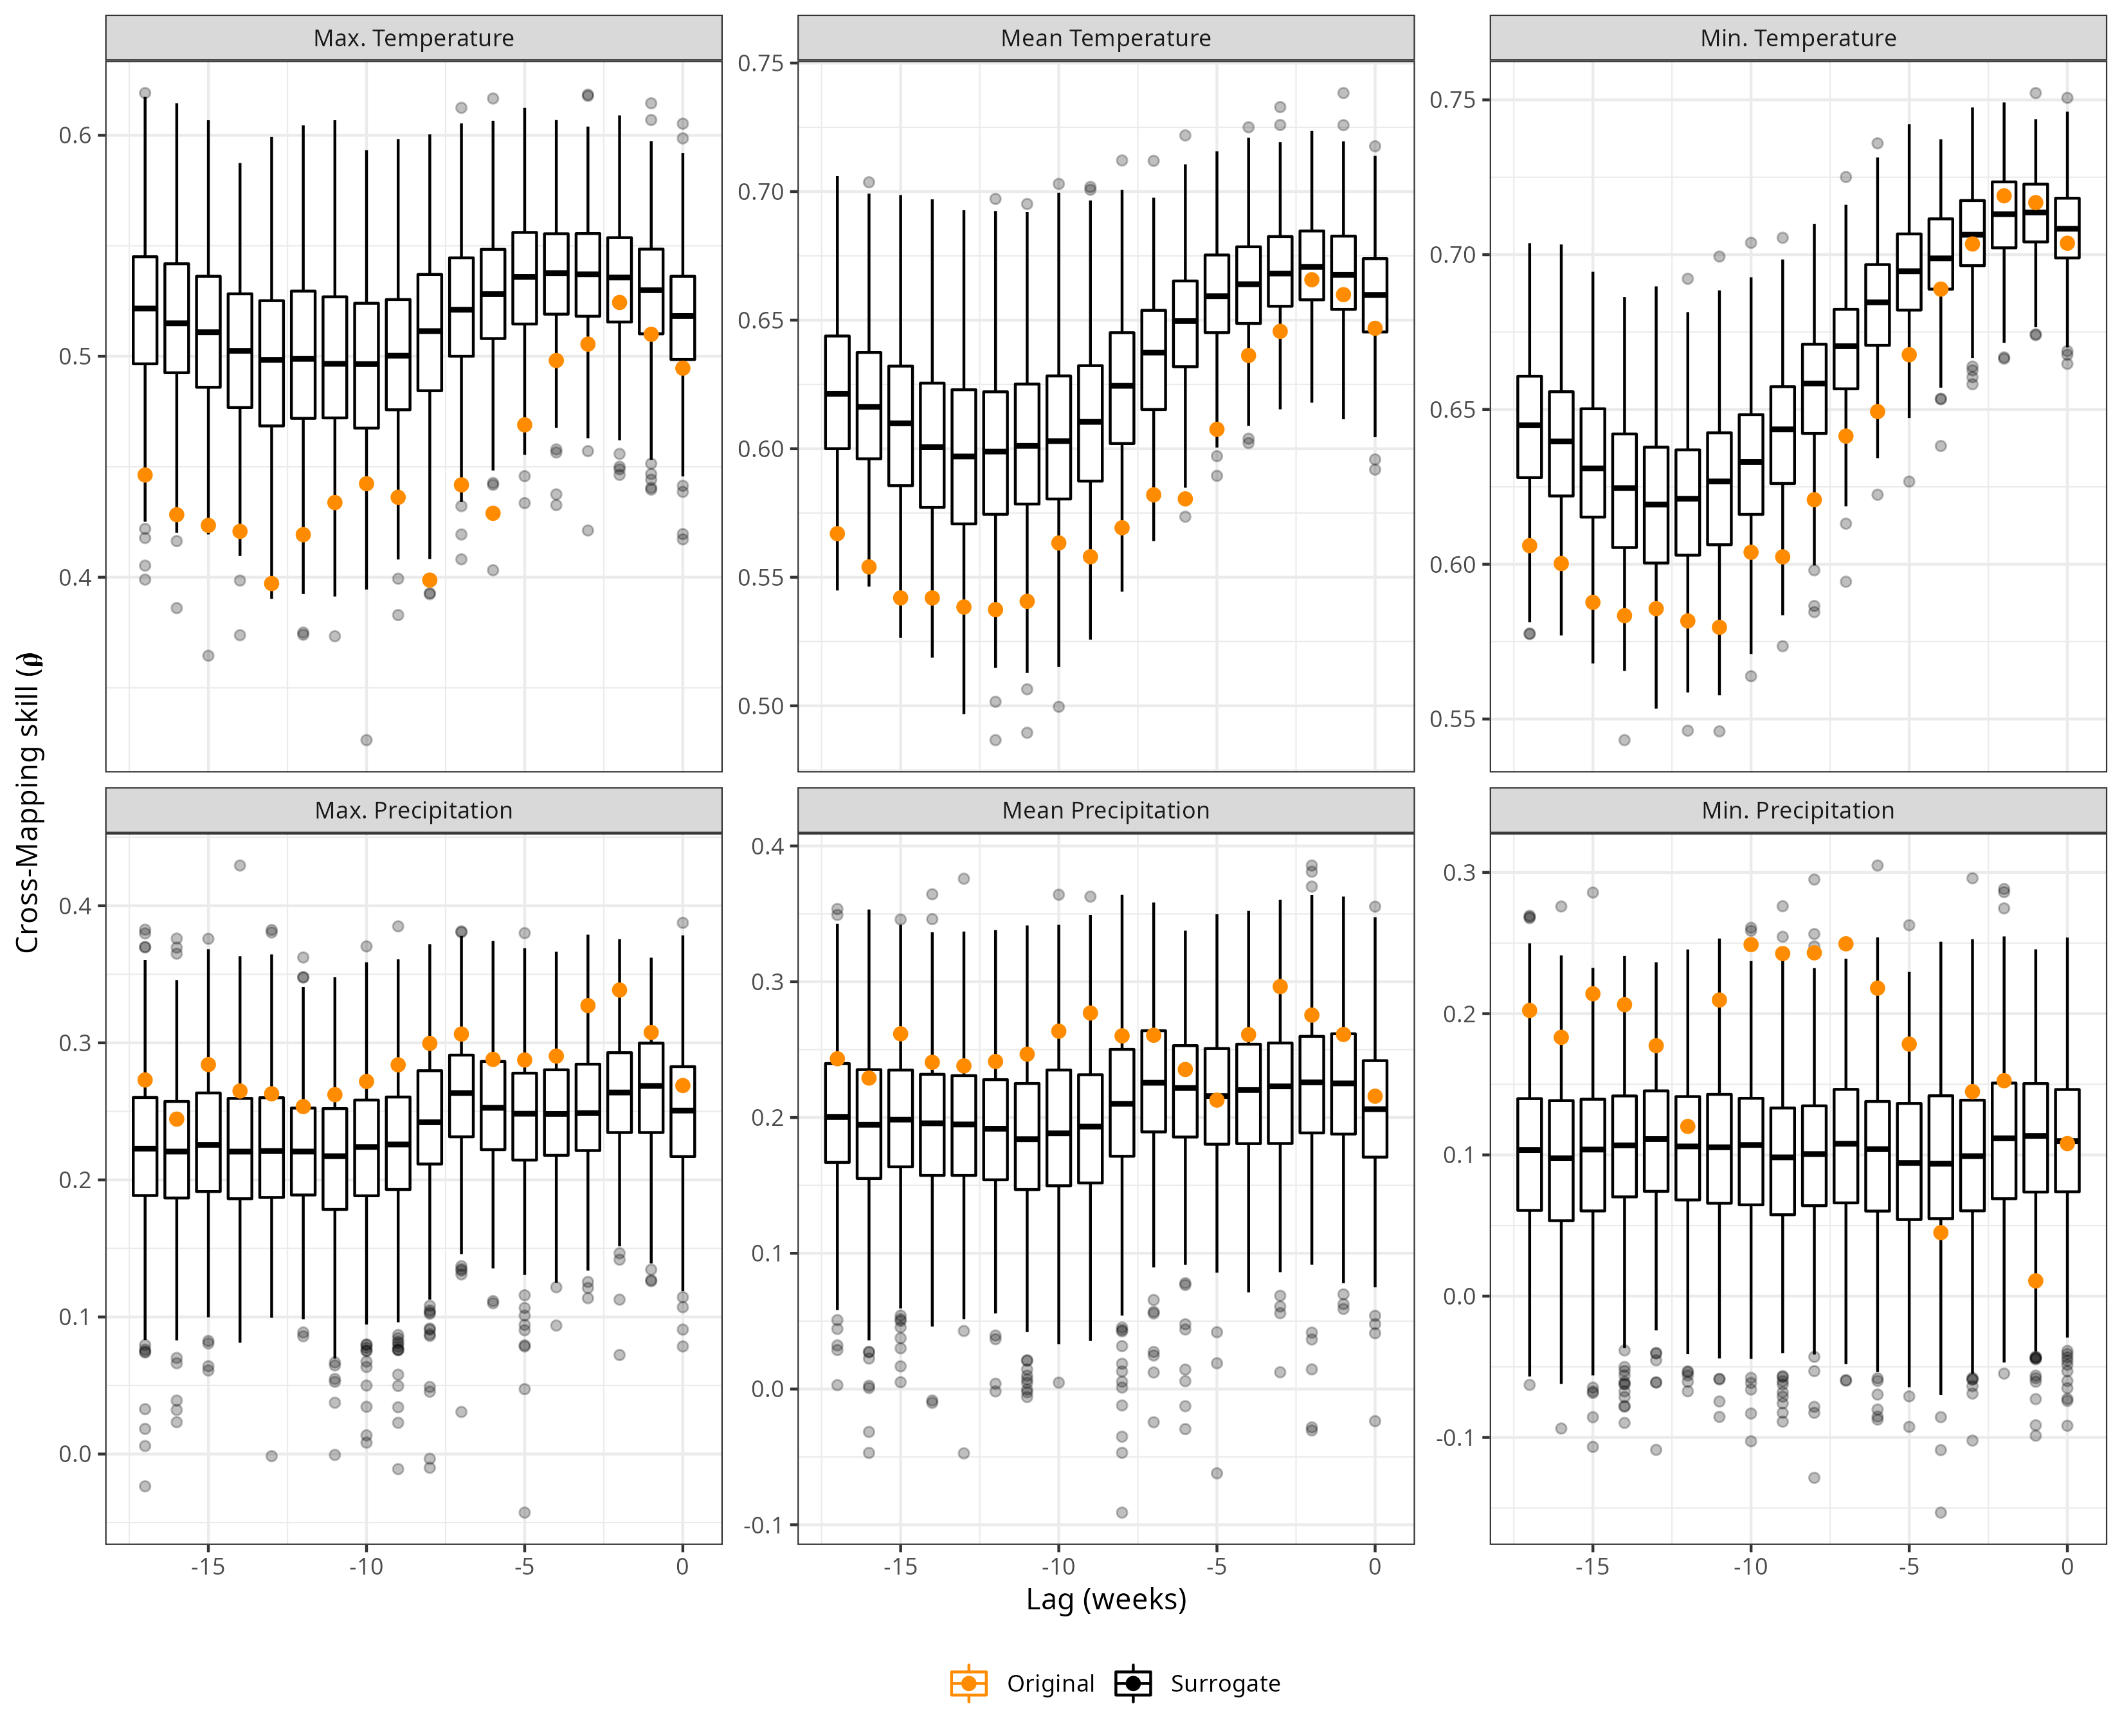 Max. Temperature
Mean Temperature
Min. Temperature
0.6
0.5
0.4
0.75
0.70
0.65
0.60
0.55
0.50
0.75
0.70
0.65
0.60
0.55
Cross-Mapping skill (ρ)
Max. Precipitation
Mean Precipitation
Min. Precipitation
0.4
0.3
0.2
0.1
0.0
0.4
0.3
0.2
0.1
0.0
-0.1
0.3
0.2
0.1
0.0
-0.1
-15 -10 -5 0
-15 -10 -5 0
-15 -10 -5 0
Lag (weeks)
Original Surrogate